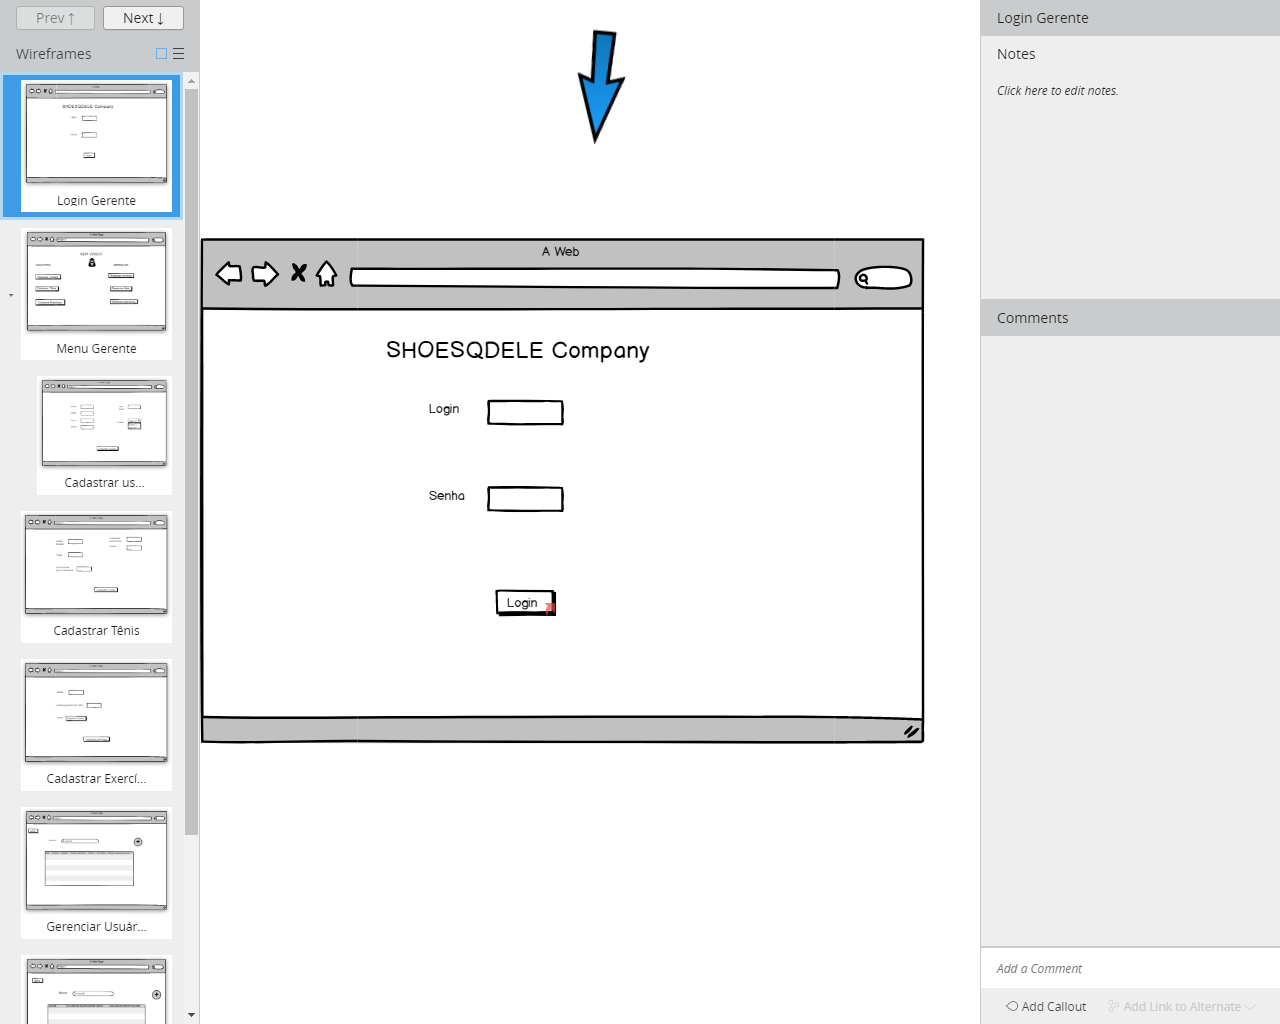 Prev ↑
Next ↓
Wireframes
Login Gerente
Menu Gerente
Cadastrar us...
Cadastrar Tênis
Cadastrar Exercí...
Gerenciar Usuár...
A Web
SHOESQDELE Company
Login
Senha
Login
Login Gerente
Notes
Click here to edit notes.
Comments
Add a Comment
Add Callout
Add Link to Alternate